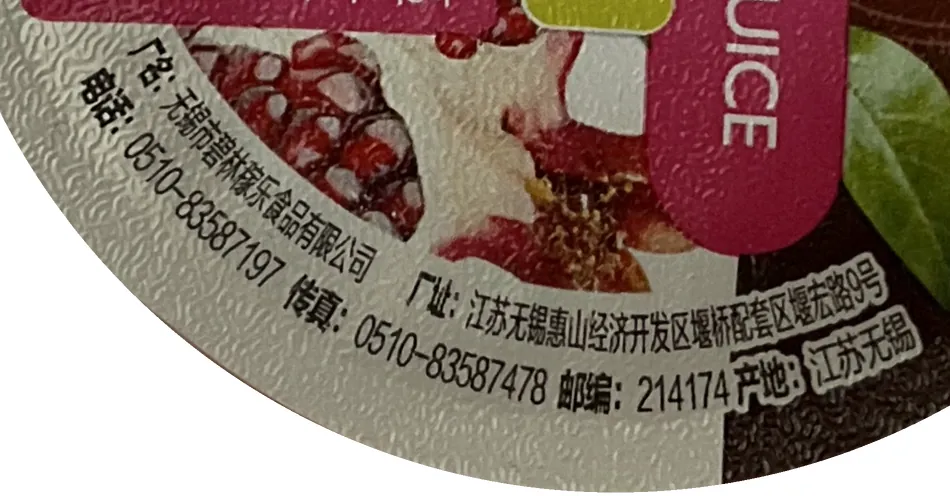 UICE
厂名：无锡市碧林稼乐食品有限公司 厂址：江苏无锡惠山经济开发区堰桥配套区堰宏路9号
电话：0510-83587197 传真：0510-83587478 邮编：214174 产地：江苏无锡